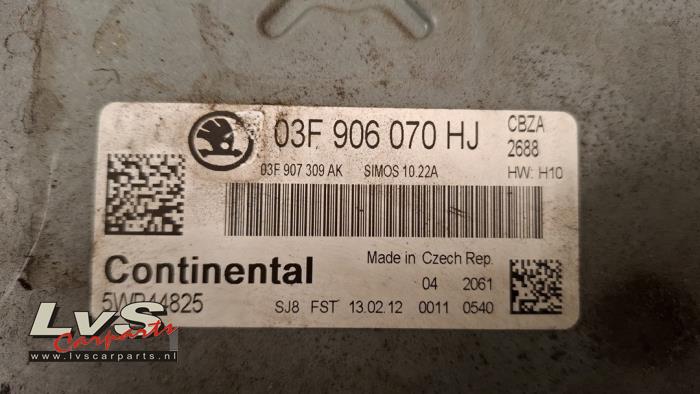 03F 906 070 HJ
CBZA
2688
03F 907 309 AK SIMOS 10.22A HW: H10
Continental
Made in Czech Rep.
04 2061
5WP44825
SJ8 FST 13.02.12 0011 0540
LvS
Carparts
www.lvscarparts.nl